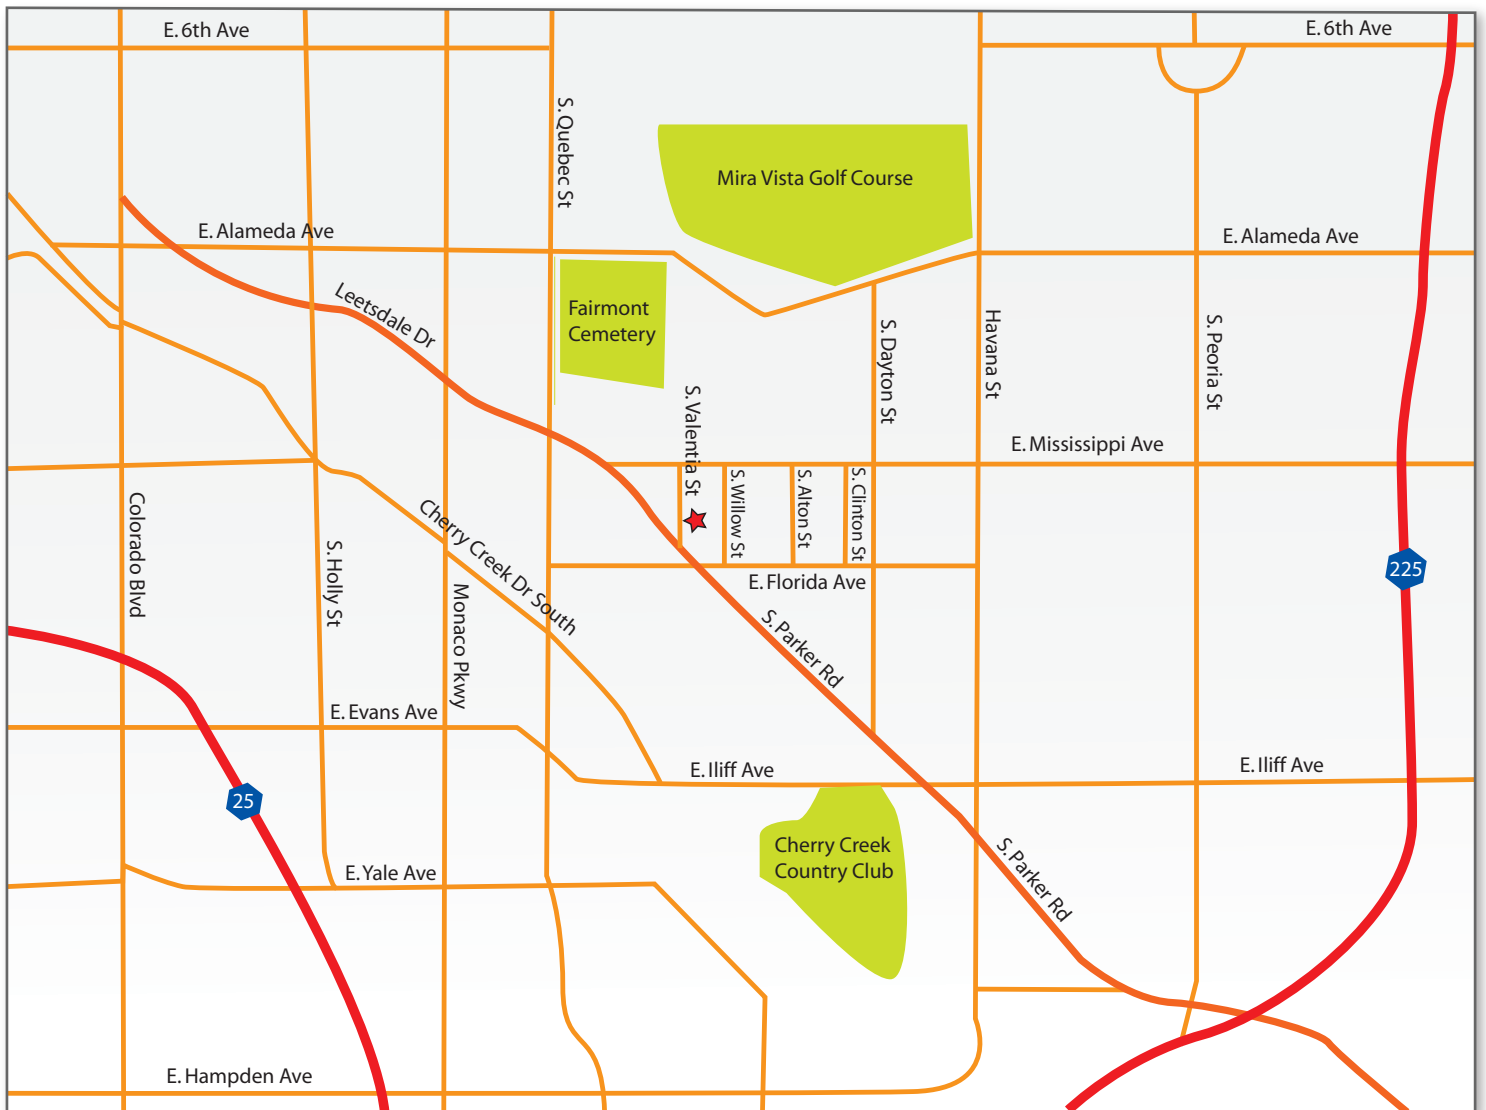 E. 6th Ave
E. 6th Ave
S. Quebec St
Mira Vista Golf Course
E. Alameda Ave
E. Alameda Ave
Leetsdale Dr
Fairmont
Cemetery
S. Dayton St
Havana St
S. Peoria St
S. Valentia St
E. Mississippi Ave
S. Willow St
S. Alton St
S. Clinton St
Colorado Blvd
Cherry Creek Dr South
S. Holly St
Monaco Pkwy
225
E. Florida Ave
S. Parker Rd
E. Evans Ave
E. Iliff Ave
E. Iliff Ave
25
Cherry Creek
Country Club
S. Parker Rd
E. Yale Ave
E. Hampden Ave